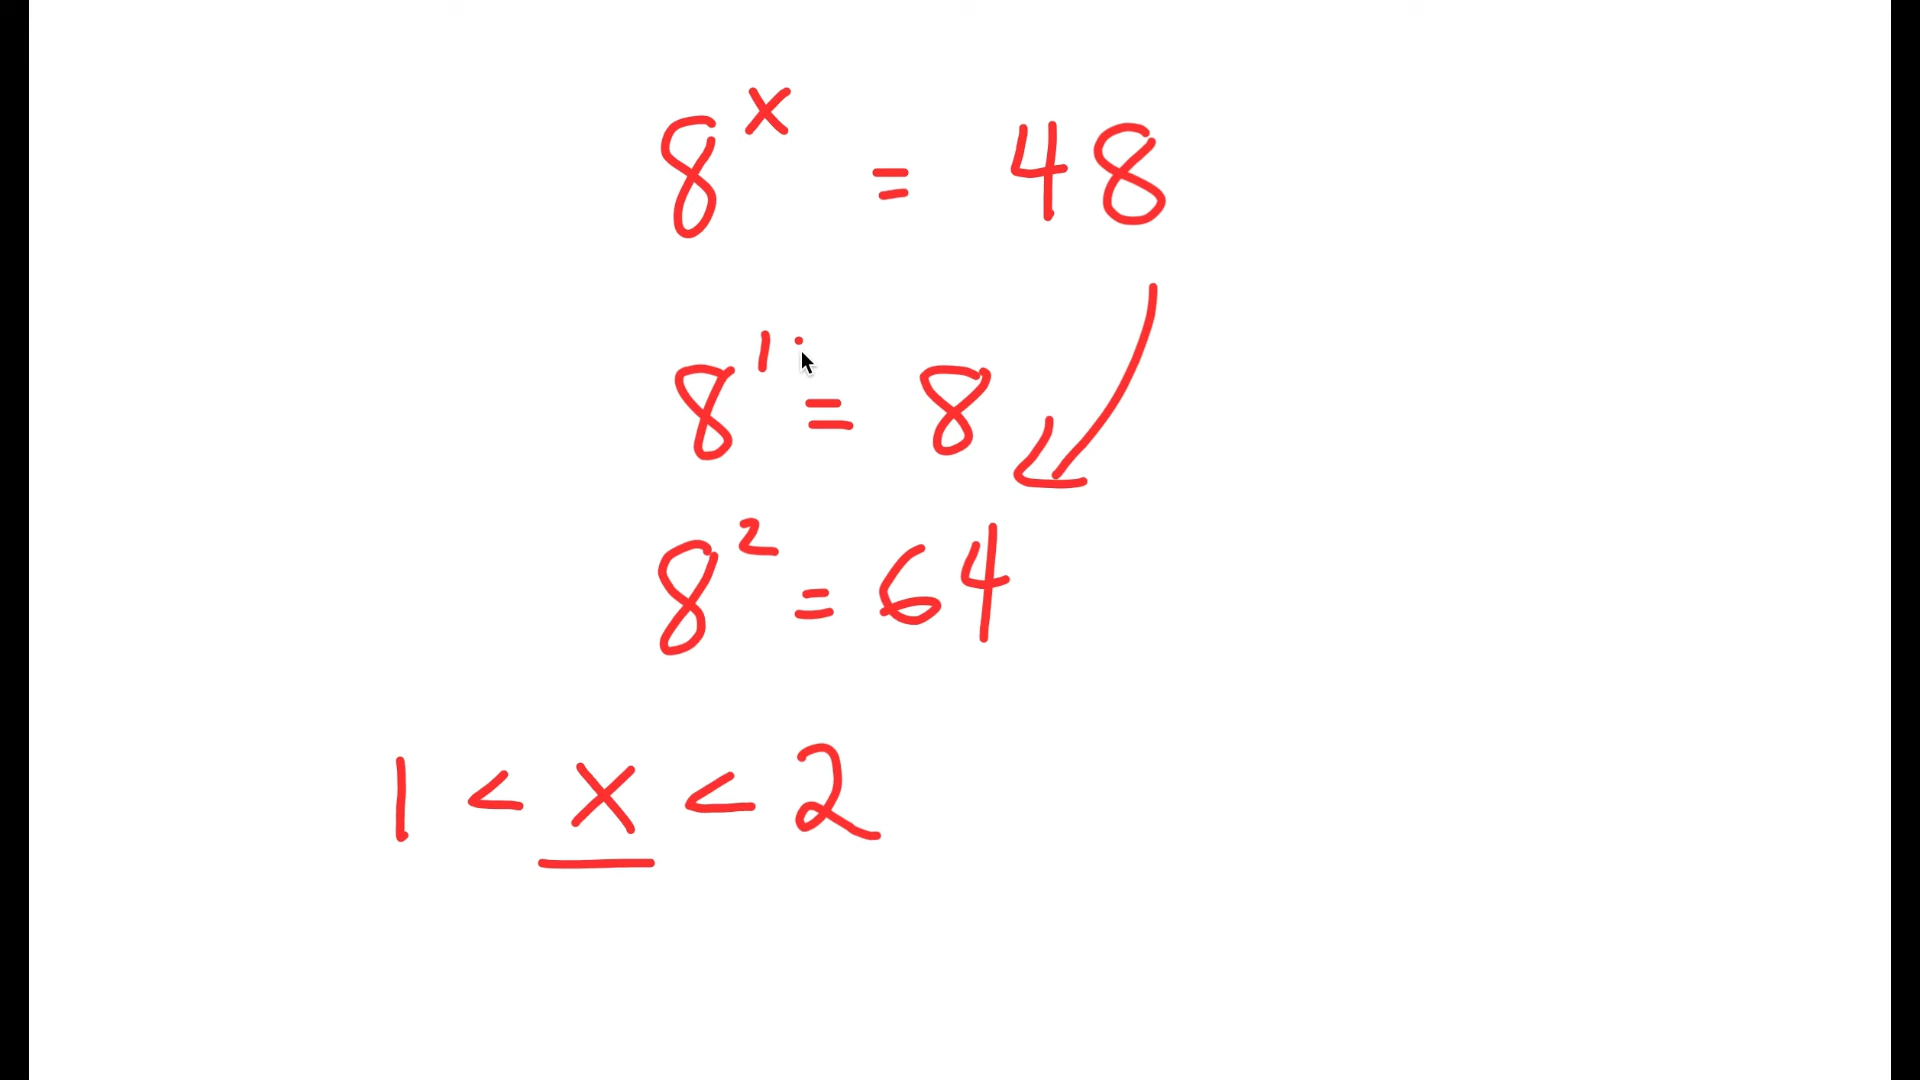 8^x = 48
8^1 = 8
8^2 = 64
1 < x < 2